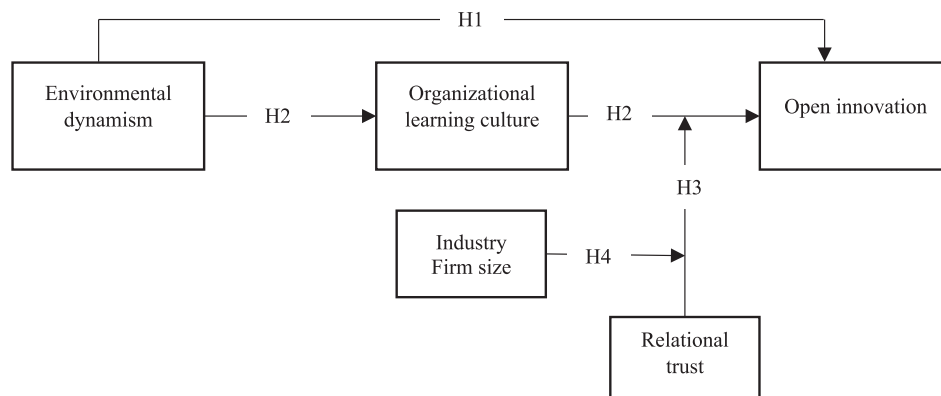 H1
Environmental
dynamism
H2
Organizational
learning culture
H2
Open innovation
H3
Industry
Firm size
H4
Relational
trust